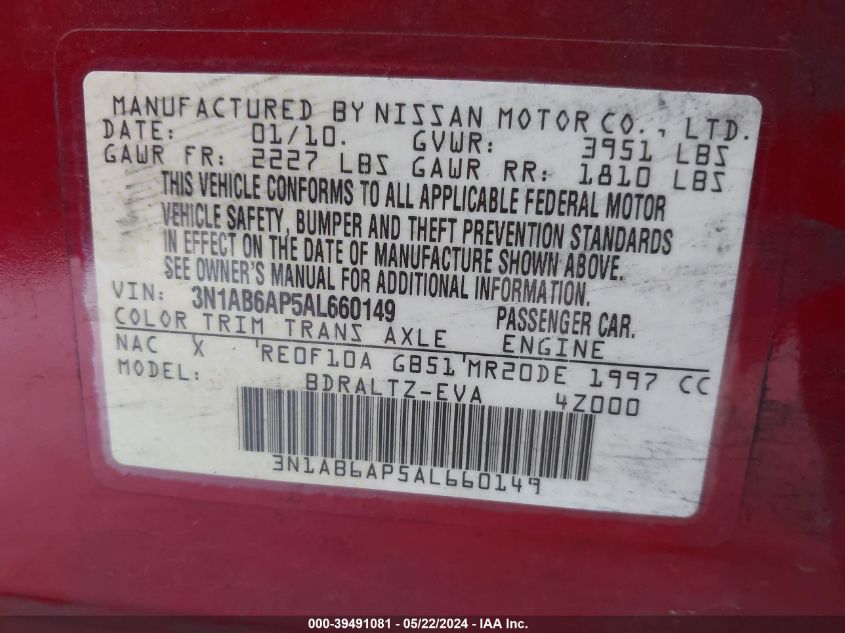 MANUFACTURED BY NISSAN MOTOR CO., LTD.
DATE: 01/10. GVWR: 3951 LBS
GAWR FR: 2227 LBS GAWR RR: 1810 LBS
THIS VEHICLE CONFORMS TO ALL APPLICABLE FEDERAL MOTOR
VEHICLE SAFETY, BUMPER AND THEFT PREVENTION STANDARDS
IN EFFECT ON THE DATE OF MANUFACTURE SHOWN ABOVE.
SEE OWNER'S MANUAL FOR ADDITIONAL INFORMATION.
VIN: 3N1AB6AP5AL660149 PASSENGER CAR.
COLOR TRIM TRANS AXLE ENGINE
NAC X 'RE0F10A GB51'MR20DE 1997 CC
MODEL: BDRALTZ-EVA 4Z000
3N1AB6AP5AL660149
000-39491081 - 05/22/2024 - IAA Inc.